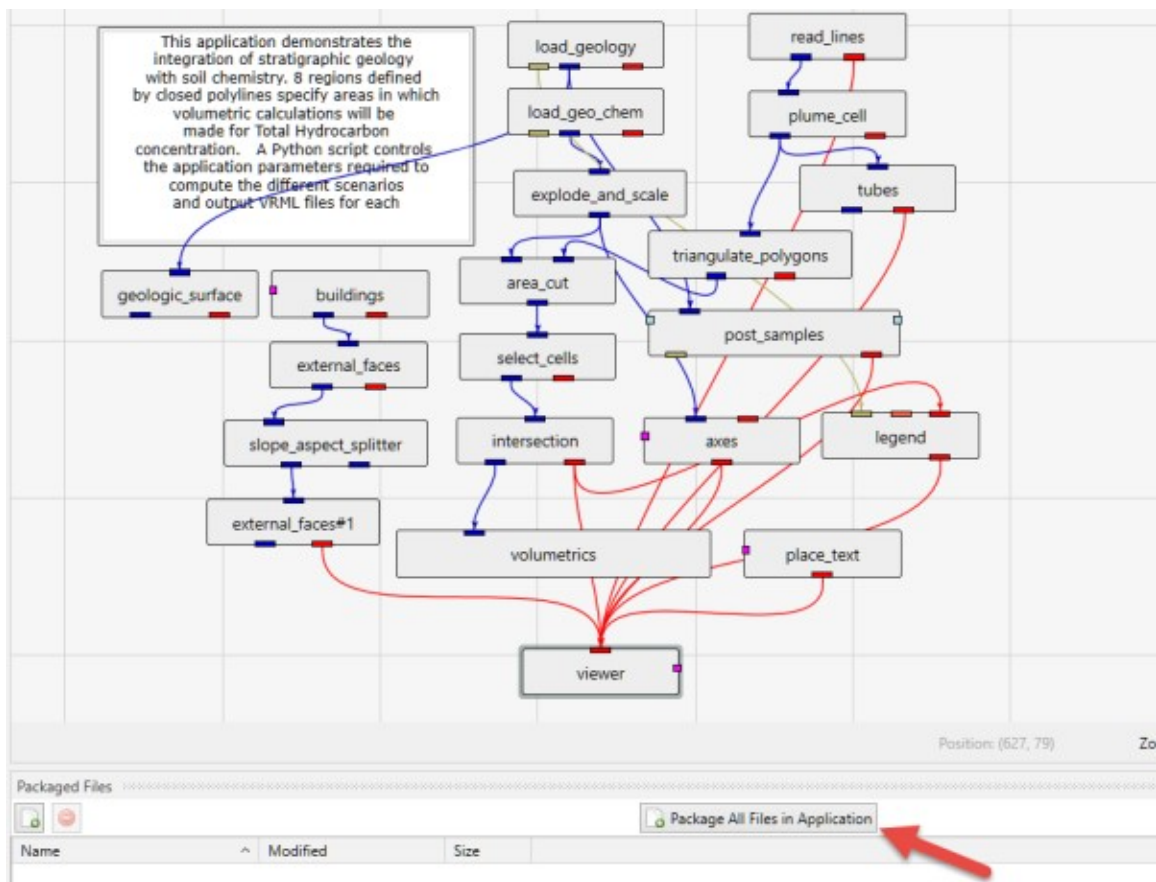 This application demonstrates the
integration of stratigraphic geology
with soil chemistry. 8 regions defined
by closed polylines specify areas in which
volumetric calculations will be
made for Total Hydrocarbon
concentration. A Python script controls
the application parameters required to
compute the different scenarios
and output VRML files for each
load_geology
read_lines
load_geo_chem
plume_cell
explode_and_scale
tubes
triangulate_polygons
geologic_surface
buildings
area_cut
post_samples
external_faces
select_cells
slope_aspect_splitter
intersection
axes
legend
external_faces#1
volumetrics
place_text
viewer
Position: (627, 79)
Zo
Packaged Files
Package All Files in Application
Name
Modified
Size